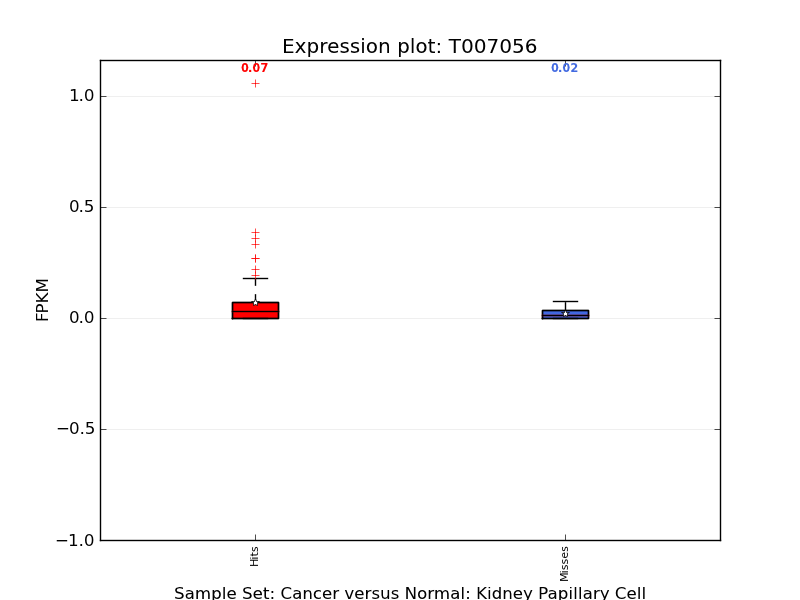 Expression plot: T007056
0.07
0.02
1.0
0.5
0.0
−0.5
−1.0
FPKM
Hits
Misses
Sample Set: Cancer versus Normal: Kidney Papillary Cell